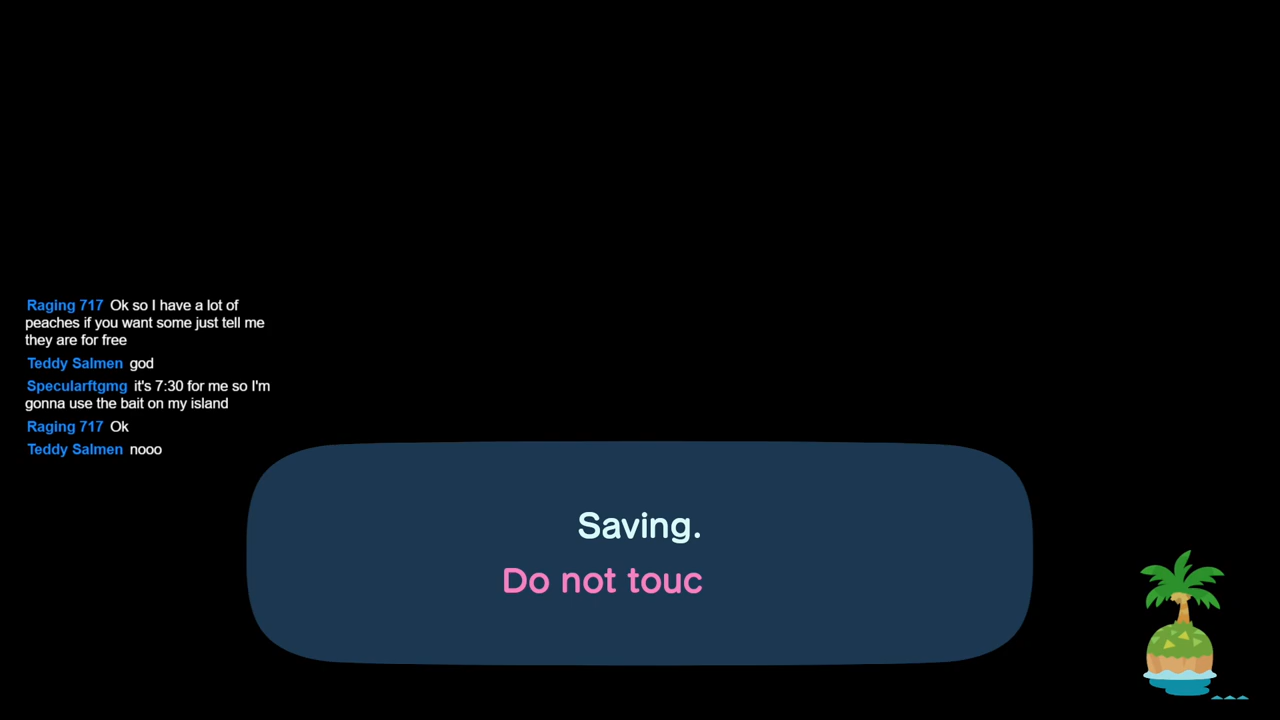 Raging 717 Ok so I have a lot of
peaches if you want some just tell me
they are for free
Teddy Salmen god
Specularftgmg it's 7:30 for me so I'm
gonna use the bait on my island
Raging 717 Ok
Teddy Salmen nooo
Saving.
Do not touc